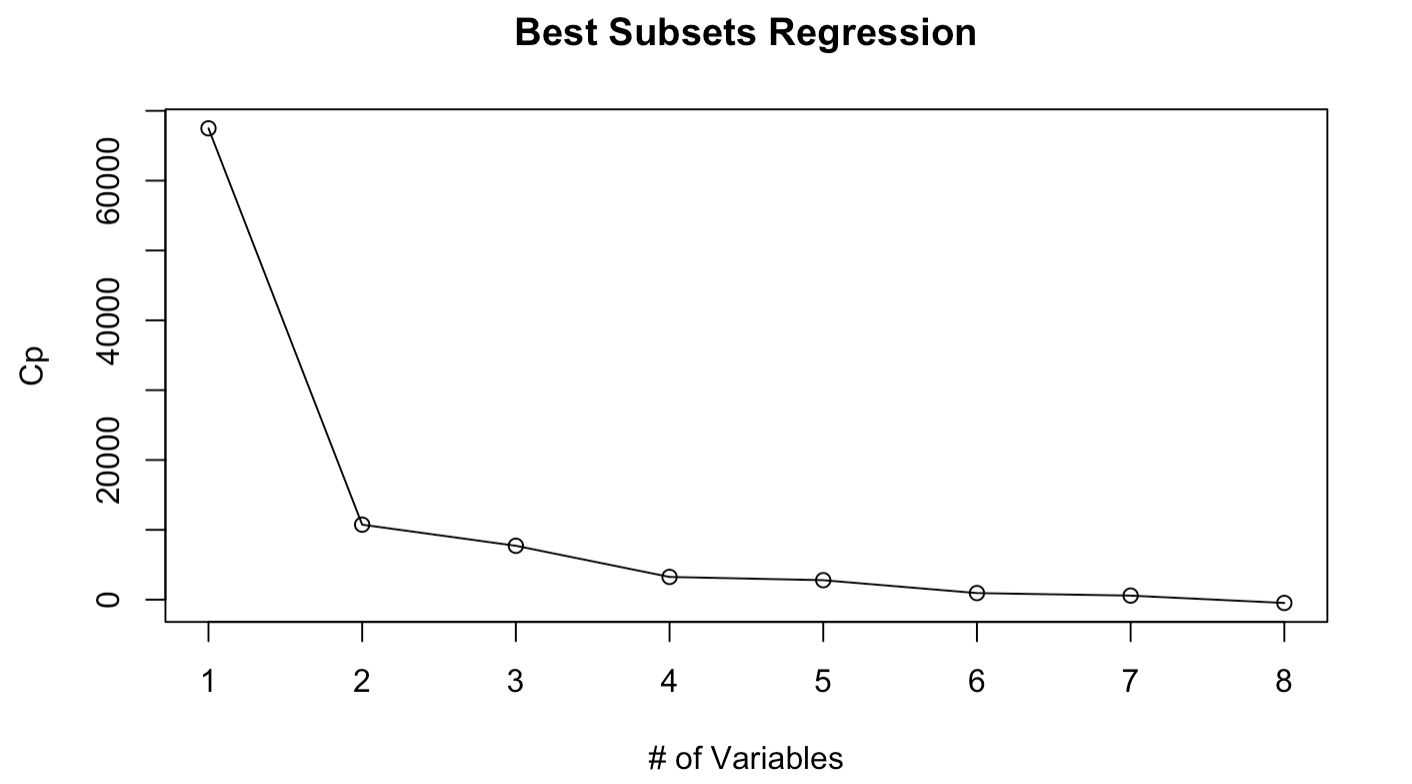 Best Subsets Regression
Cp
60000
40000
20000
0
1 2 3 4 5 6 7 8
# of Variables